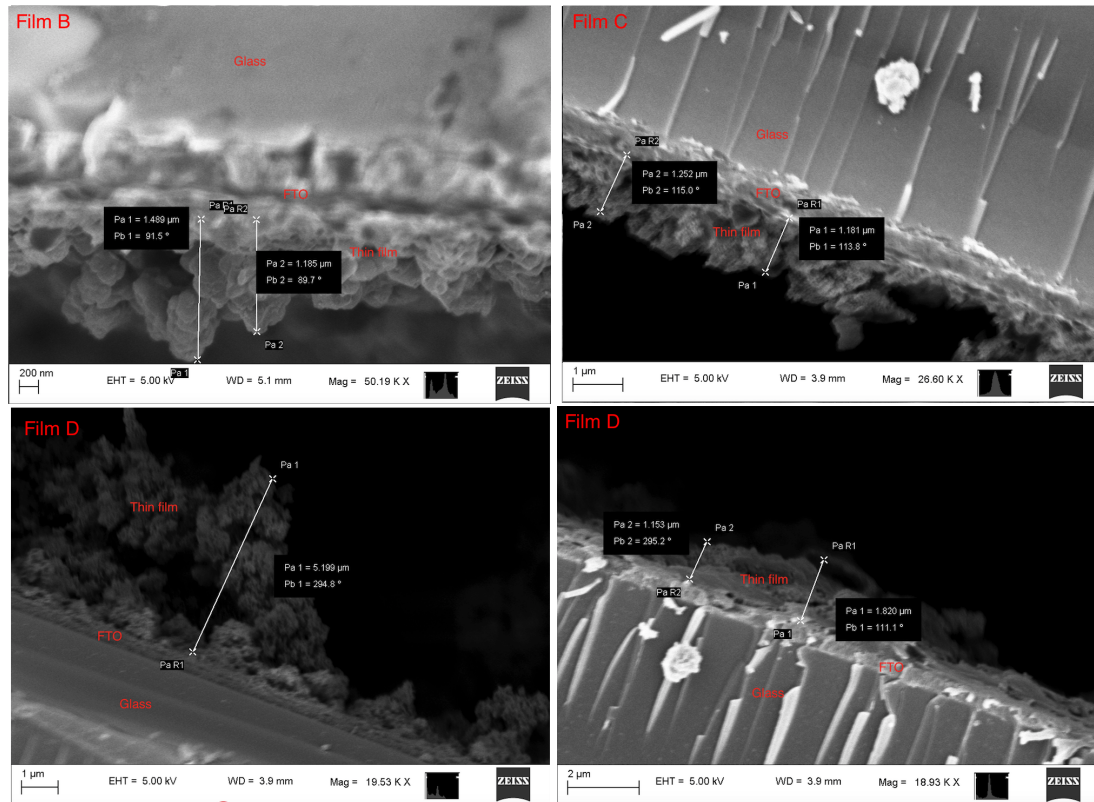 Film B
Glass
FTO
Pa R1
Pa R2
Pa 1 = 1.489 µm
Pb 1 = 91.5 °
Thin film
Pa 2 = 1.185 µm
Pb 2 = 89.7 °
Pa 2
Pa 1
200 nm
EHT = 5.00 kV
WD = 5.1 mm
Mag = 50.19 K X
ZEISS
Film C
Glass
Pa R2
Pa 2 = 1.252 µm
Pb 2 = 115.0 °
FTO
Pa R1
Pa 2
Thin film
Pa 1 = 1.181 µm
Pb 1 = 113.8 °
Pa 1
1 µm
EHT = 5.00 kV
WD = 3.9 mm
Mag = 26.60 K X
ZEISS
Film D
Pa 1
Thin film
Pa 1 = 5.199 µm
Pb 1 = 294.8 °
FTO
Pa R1
Glass
1 µm
EHT = 5.00 kV
WD = 3.9 mm
Mag = 19.53 K X
ZEISS
Film D
Pa 2 = 1.153 µm
Pb 2 = 295.2 °
Pa 2
Pa R1
Thin film
Pa R2
Pa 1 = 1.820 µm
Pb 1 = 111.1 °
Pa 1
FTO
Glass
2 µm
EHT = 5.00 kV
WD = 3.9 mm
Mag = 18.93 K X
ZEISS